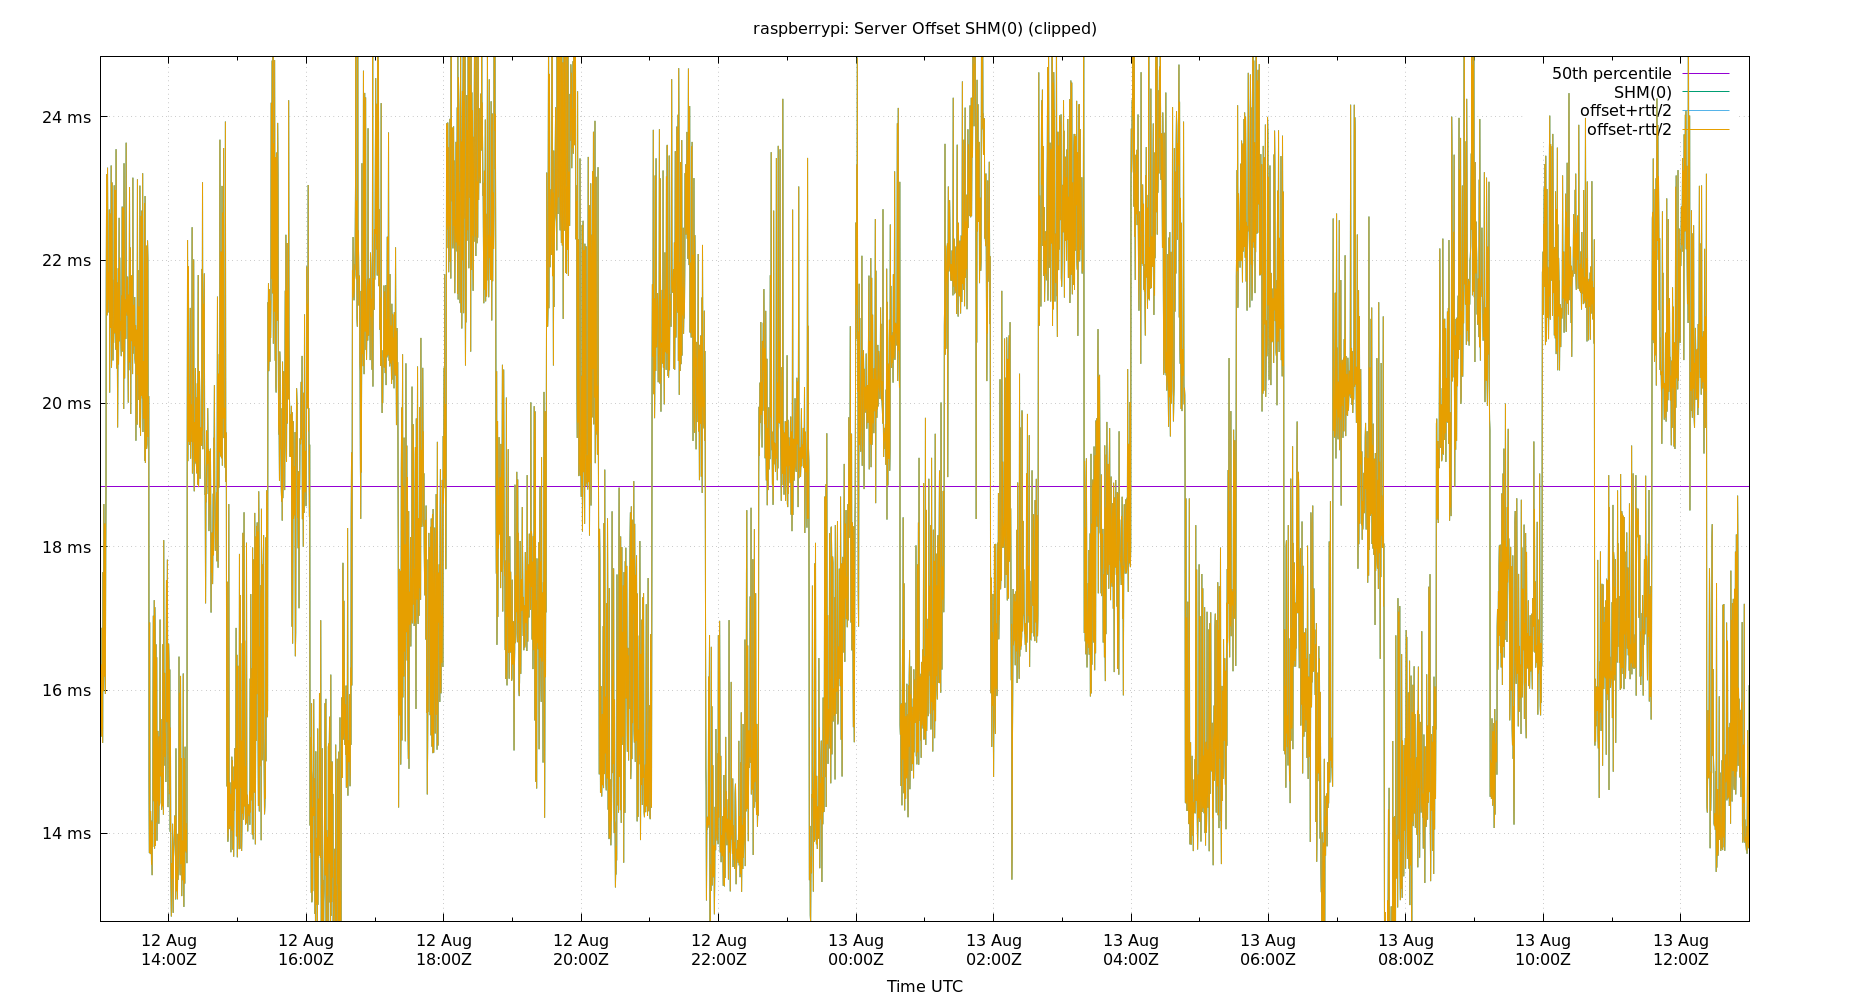 raspberrypi: Server Offset SHM(0) (clipped)
50th percentile
SHM(0)
offset+rtt/2
offset-rtt/2
24 ms
22 ms
20 ms
18 ms
16 ms
14 ms
12 Aug 12 Aug 12 Aug 12 Aug 12 Aug 13 Aug 13 Aug 13 Aug 13 Aug 13 Aug 13 Aug 13 Aug
14:00Z 16:00Z 18:00Z 20:00Z 22:00Z 00:00Z 02:00Z 04:00Z 06:00Z 08:00Z 10:00Z 12:00Z
Time UTC